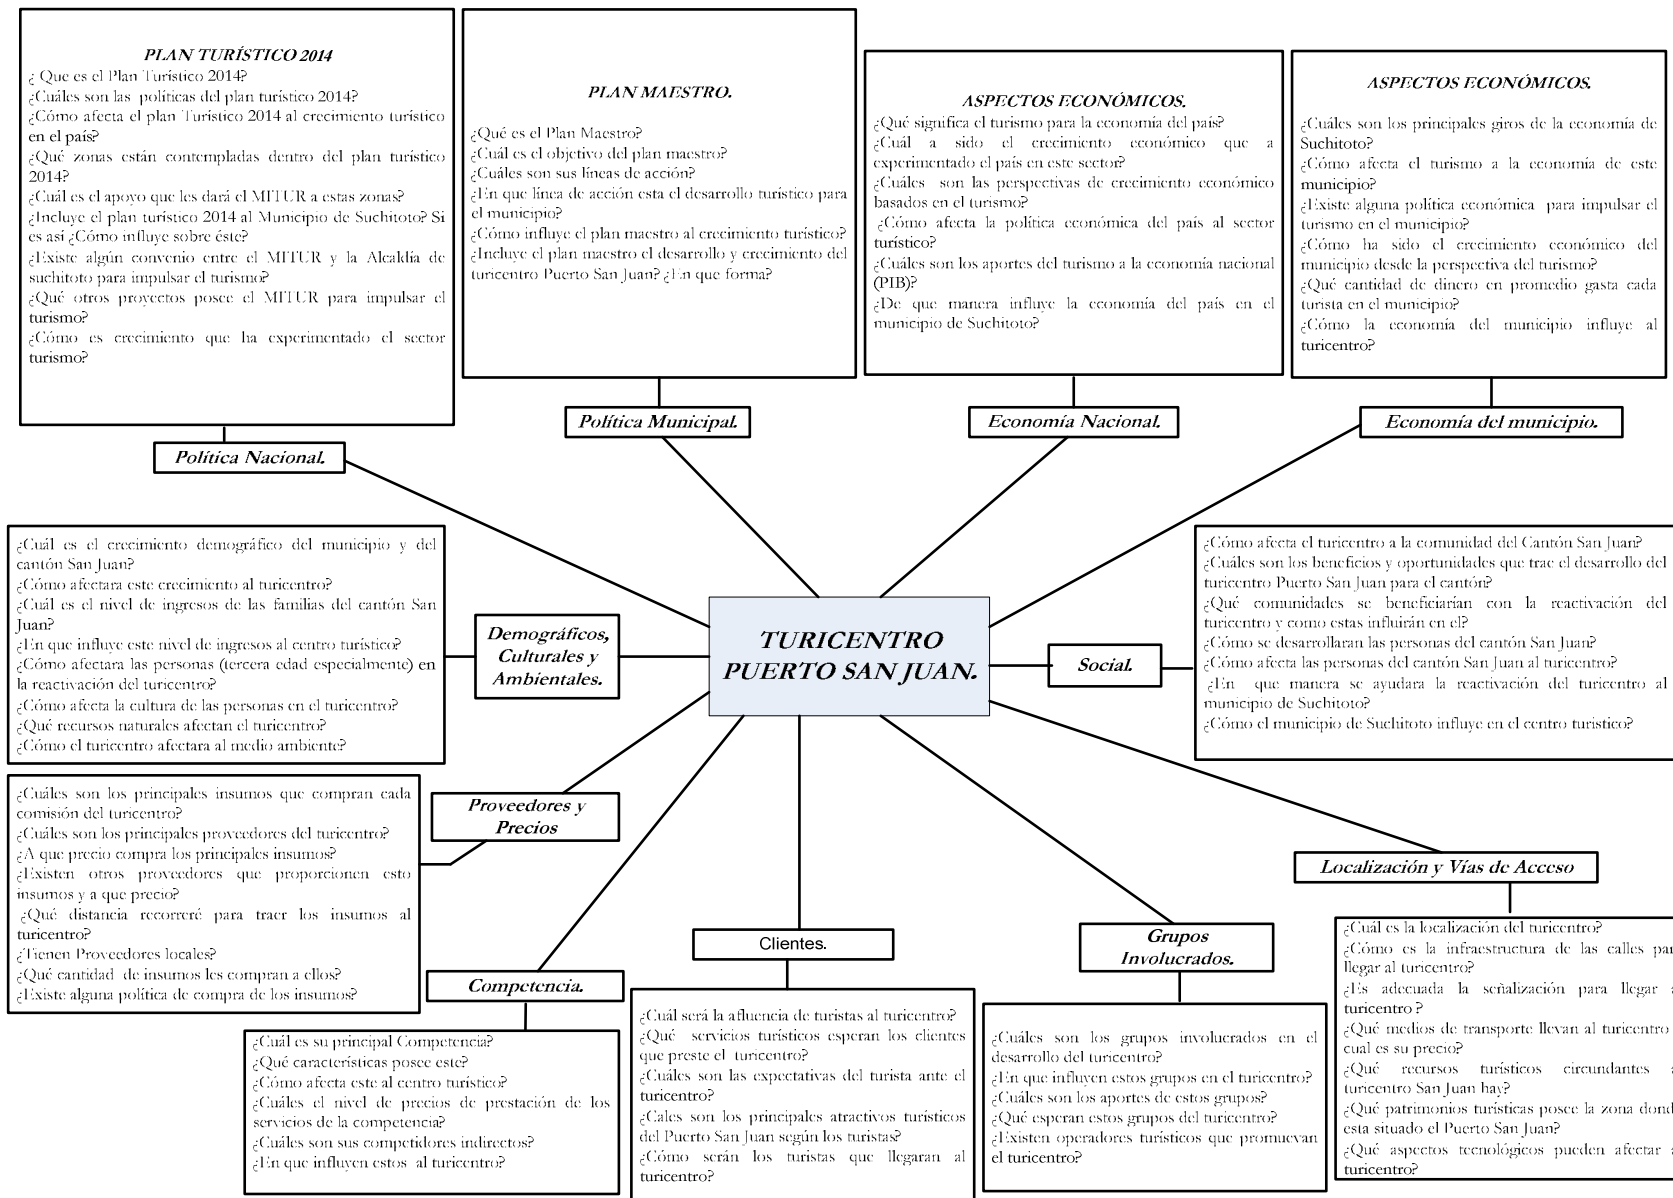 PLAN TURÍSTICO 2014
¿ Que es el Plan Turístico 2014?
¿Cuáles son las políticas del plan turístico 2014?
¿Cómo afecta el plan Turístico 2014 al crecimiento turístico
en el país?
¿Qué zonas están contempladas dentro del plan turístico
2014?
¿Cuál es el apoyo que les dará el MITUR a estas zonas?
¿Incluye el plan turístico 2014 al Municipio de Suchitoto? Si
es así ¿Cómo influye sobre éste?
¿Existe algún convenio entre el MITUR y la Alcaldía de
suchitoto para impulsar el turismo?
¿Qué otros proyectos posee el MITUR para impulsar el
turismo?
¿Cómo es crecimiento que ha experimentado el sector
turismo?
Política Nacional.
PLAN MAESTRO.
¿Qué es el Plan Maestro?
¿Cuál es el objetivo del plan maestro?
¿Cuáles son sus líneas de acción?
¿En que línea de acción esta el desarrollo turístico para
el municipio?
¿Cómo influye el plan maestro al crecimiento turístico?
¿Incluye el plan maestro el desarrollo y crecimiento del
turicentro Puerto San Juan? ¿En que forma?
Política Municipal.
ASPECTOS ECONÓMICOS.
¿Qué significa el turismo para la economía del país?
¿Cuál a sido el crecimiento económico que a
experimentado el país en este sector?
¿Cuáles son las perspectivas de crecimiento económico
basados en el turismo?
¿Cómo afecta la política económica del país al sector
turístico?
¿Cuáles son los aportes del turismo a la economía nacional
(PIB)?
¿De que manera influye la economía del país en el
municipio de Suchitoto?
Economía Nacional.
ASPECTOS ECONÓMICOS.
¿Cuáles son los principales giros de la economía de
Suchitoto?
¿Cómo afecta el turismo a la economía de este
municipio?
¿Existe alguna política económica para impulsar el
turismo en el municipio?
¿Cómo ha sido el crecimiento económico del
municipio desde la perspectiva del turismo?
¿Qué cantidad de dinero en promedio gasta cada
turista en el municipio?
¿Cómo la economía del municipio influye al
turicentro?
Economía del municipio.
¿Cuál es el crecimiento demográfico del municipio y del
cantón San Juan?
¿Cómo afectara este crecimiento al turicentro?
¿Cuál es el nivel de ingresos de las familias del cantón San
Juan?
¿En que influye este nivel de ingresos al centro turístico?
¿Cómo afectara las personas (tercera edad especialmente) en
la reactivación del turicentro?
¿Cómo afecta la cultura de las personas en el turicentro?
¿Qué recursos naturales afectan el turicentro?
¿Cómo el turicentro afectara al medio ambiente?
Demográficos,
Culturales y
Ambientales.
TURICENTRO
PUERTO SAN JUAN.
Social.
¿Cómo afecta el turicentro a la comunidad del Cantón San Juan?
¿Cuáles son los beneficios y oportunidades que trae el desarrollo del
turicentro Puerto San Juan para el cantón?
¿Qué comunidades se beneficiarían con la reactivación del
turicentro y como estas influirán en el?
¿Cómo se desarrollaran las personas del cantón San Juan?
¿Cómo afecta las personas del cantón San Juan al turicentro?
¿En que manera se ayudara la reactivación del turicentro al
municipio de Suchitoto?
¿Cómo el municipio de Suchitoto influye en el centro turistico?
¿Cuáles son los principales insumos que compran cada
comisión del turicentro?
¿Cuáles son los principales proveedores del turicentro?
¿A que precio compra los principales insumos?
¿Existen otros proveedores que proporcionen esto
insumos y a que precio?
¿Qué distancia recorreré para traer los insumos al
turicentro?
¿Tienen Proveedores locales?
¿Qué cantidad de insumos les compran a ellos?
¿Existe alguna política de compra de los insumos?
Proveedores y
Precios
Competencia.
¿Cuál es su principal Competencia?
¿Qué características posee este?
¿Cómo afecta este al centro turístico?
¿Cuáles el nivel de precios de prestación de los
servicios de la competencia?
¿Cuáles son sus competidores indirectos?
¿En que influyen estos al turicentro?
Clientes.
¿Cuál será la afluencia de turistas al turicentro?
¿Qué servicios turísticos esperan los clientes
que preste el turicentro?
¿Cuáles son las expectativas del turista ante el
turicentro?
¿Cales son los principales atractivos turísticos
del Puerto San Juan según los turistas?
¿Cómo serán los turistas que llegaran al
turicentro?
Grupos
Involucrados.
¿Cuáles son los grupos involucrados en el
desarrollo del turicentro?
¿En que influyen estos grupos en el turicentro?
¿Cuáles son los aportes de estos grupos?
¿Qué esperan estos grupos del turicentro?
¿Existen operadores turísticos que promuevan
el turicentro?
Localización y Vías de Acceso
¿Cuál es la localización del turicentro?
¿Cómo es la infraestructura de las calles par
llegar al turicentro?
¿Es adecuada la señalización para llegar a
turicentro ?
¿Qué medios de transporte llevan al turicentro
cual es su precio?
¿Qué recursos turísticos circundantes a
turicentro San Juan hay?
¿Qué patrimonios turísticas posee la zona dond
esta situado el Puerto San Juan?
¿Qué aspectos tecnológicos pueden afectar a
turicentro?